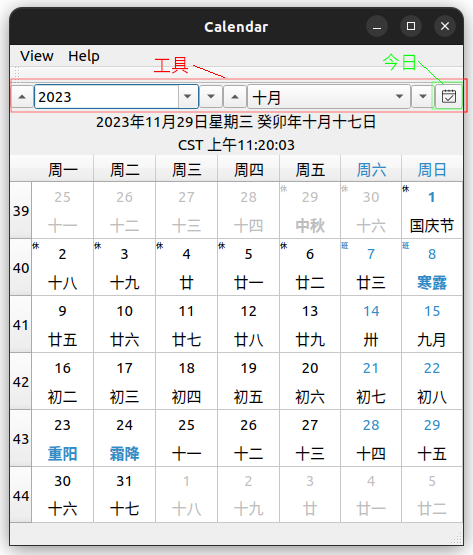 Calendar
View Help
工具 今日
2023 十月
2023年11月29日星期三 癸卯年十月十七日
CST 上午11:20:03
周一 周二 周三 周四 周五 周六 周日
39 25 26 27 28 休 29 休 30 休 1
十一 十二 十三 十四 中秋 十六 国庆节
40 休 2 休 3 休 4 休 5 休 6 班 7 班 8
十八 十九 廿 廿一 廿二 廿三 寒露
41 9 10 11 12 13 14 15
廿五 廿六 廿七 廿八 廿九 卅 九月
42 16 17 18 19 20 21 22
初二 初三 初四 初五 初六 初七 初八
43 23 24 25 26 27 28 29
重阳 霜降 十一 十二 十三 十四 十五
44 30 31 1 2 3 4 5
十六 十七 十八 十九 廿 廿一 廿二